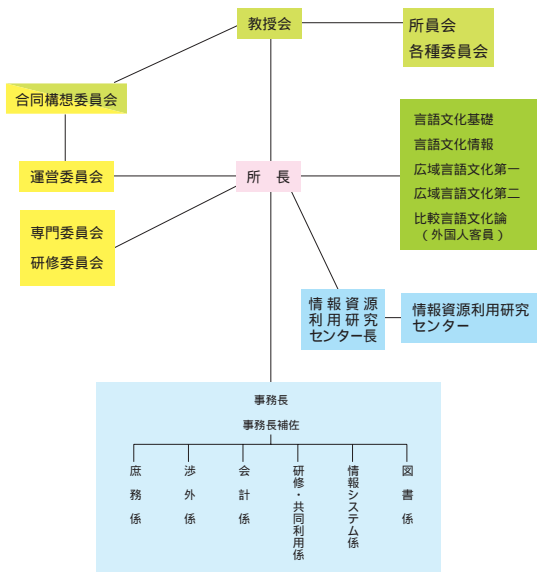 教授会
所員会
各種委員会
合同構想委員会
運営委員会
所 長
言語文化基礎
言語文化情報
広域言語文化第一
広域言語文化第二
比較言語文化論
(外国人客員)
専門委員会
研修委員会
情報資源
利用研究
センター長
情報資源利用研究
センター
事務長
事務長補佐
庶務係
渉外係
会計係
研修・共同利用係
情報システム係
図書係